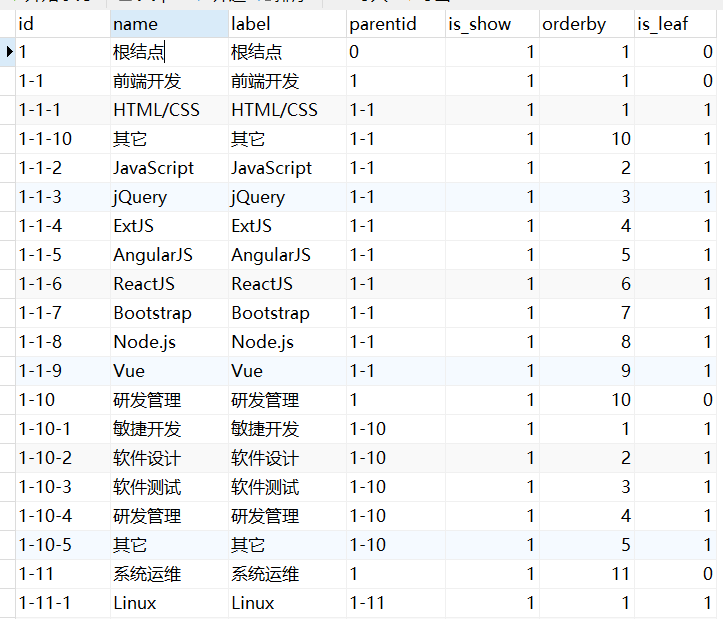 id name label parentid is_show orderby is_leaf
1 根结点 根结点 0 1 1 0
1-1 前端开发 前端开发 1 1 1 0
1-1-1 HTML/CSS HTML/CSS 1-1 1 1 1
1-1-10 其它 其它 1-1 1 10 1
1-1-2 JavaScript JavaScript 1-1 1 2 1
1-1-3 jQuery jQuery 1-1 1 3 1
1-1-4 ExtJS ExtJS 1-1 1 4 1
1-1-5 AngularJS AngularJS 1-1 1 5 1
1-1-6 ReactJS ReactJS 1-1 1 6 1
1-1-7 Bootstrap Bootstrap 1-1 1 7 1
1-1-8 Node.js Node.js 1-1 1 8 1
1-1-9 Vue Vue 1-1 1 9 1
1-10 研发管理 研发管理 1 1 10 0
1-10-1 敏捷开发 敏捷开发 1-10 1 1 1
1-10-2 软件设计 软件设计 1-10 1 2 1
1-10-3 软件测试 软件测试 1-10 1 3 1
1-10-4 研发管理 研发管理 1-10 1 4 1
1-10-5 其它 其它 1-10 1 5 1
1-11 系统运维 系统运维 1 1 11 0
1-11-1 Linux Linux 1-11 1 1 1